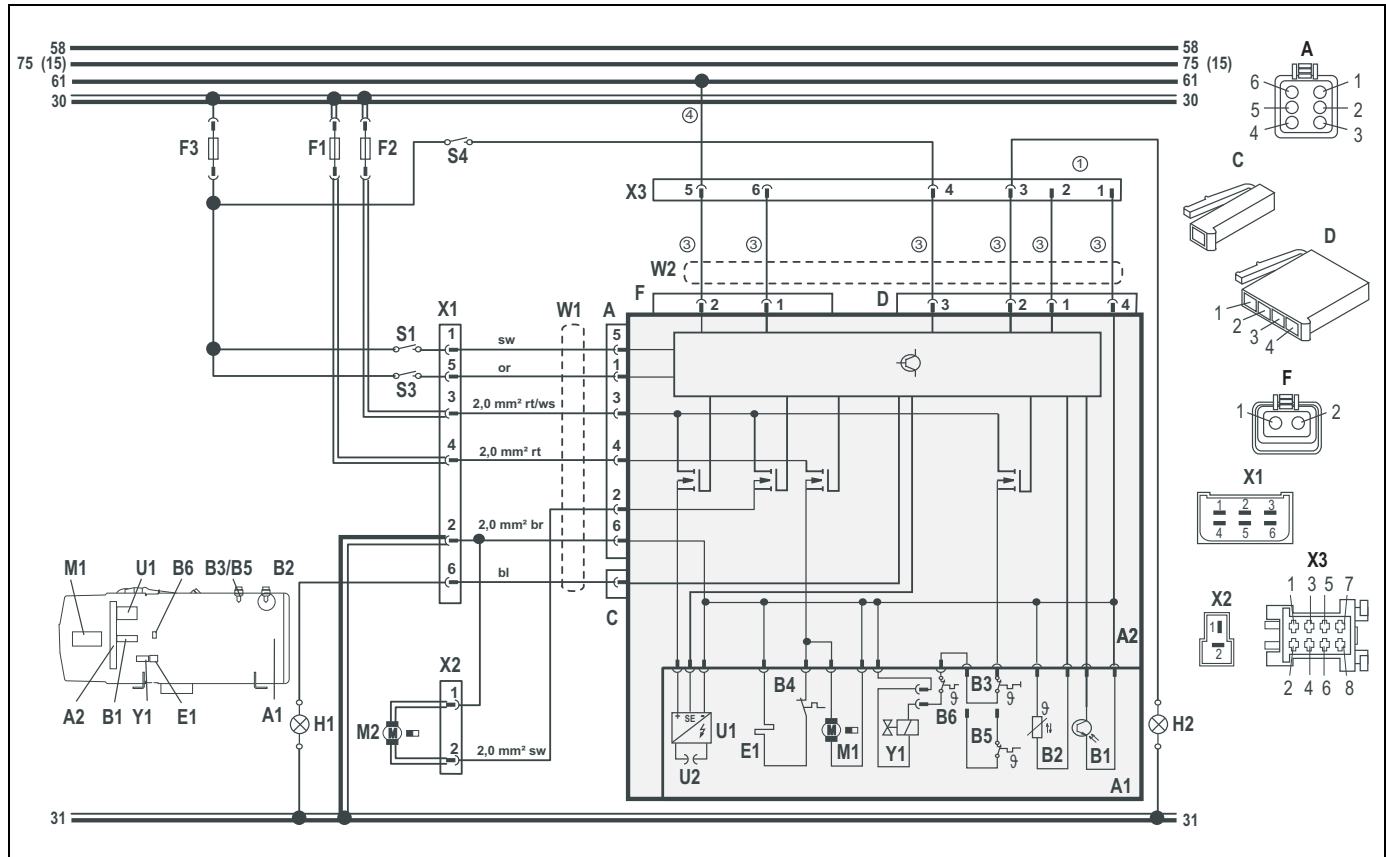 58 58
75 (15) 75 (15)
61 61
30 30
A
6 1
5 2
4 3
F3 F1 F2 S4 4
1
C
X3 5 6 4 3 2 1
D
3 3 3 3 3 3
W2
1 2 3 4
F 2 1 D 3 2 1 4
X1 W1 A
S1 1 sw 5
S3 5 or 1
3 2,0 mm² rt/ws 3
4 2,0 mm² rt 4
2
2 2,0 mm² br 6
6 bl
C
F
1 2
X1
1 2 3
4 5 6
X3
1 3 5 7
2 4 6 8
X2
1
2
M1 U1 B6 B3/B5 B2
A2 B1 Y1 E1 A1
H1
X2
1
M2 M
2 2,0 mm² sw
A2
+ SE - U1
U2
E1
B4
M M1
Y1
B6
B3 ϑ
B5 ϑ
ϑ B2
B1
A1
H2
31 31